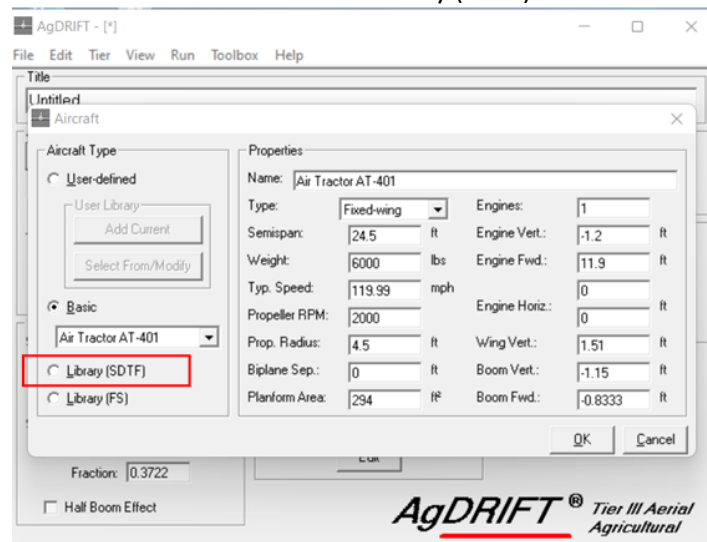 AgDRIFT - [*]
File Edit Tier View Run Toolbox Help
Title
Untitled
Aircraft
Aircraft Type
User-defined
User Library
Add Current
Select From/Modify
Basic
Air Tractor AT-401
Library (SDTF)
Library (FS)
Properties
Name: Air Tractor AT-401
Type: Fixed-wing Engines: 1
Semispan: 24.5 ft Engine Vert.: -1.2 ft
Weight: 6000 lbs Engine Fwd.: 11.9 ft
Typ. Speed: 119.99 mph 0
Propeller RPM: 2000 Engine Horiz.: 0 ft
Prop. Radius: 4.5 ft Wing Vert.: 1.51 ft
Biplane Sep.: 0 ft Boom Vert.: -1.15 ft
Planform Area: 294 ft² Boom Fwd.: -0.8333 ft
OK Cancel
Fraction: 0.3722
Half Boom Effect
AgDRIFT® Tier III Aerial
Agricultural